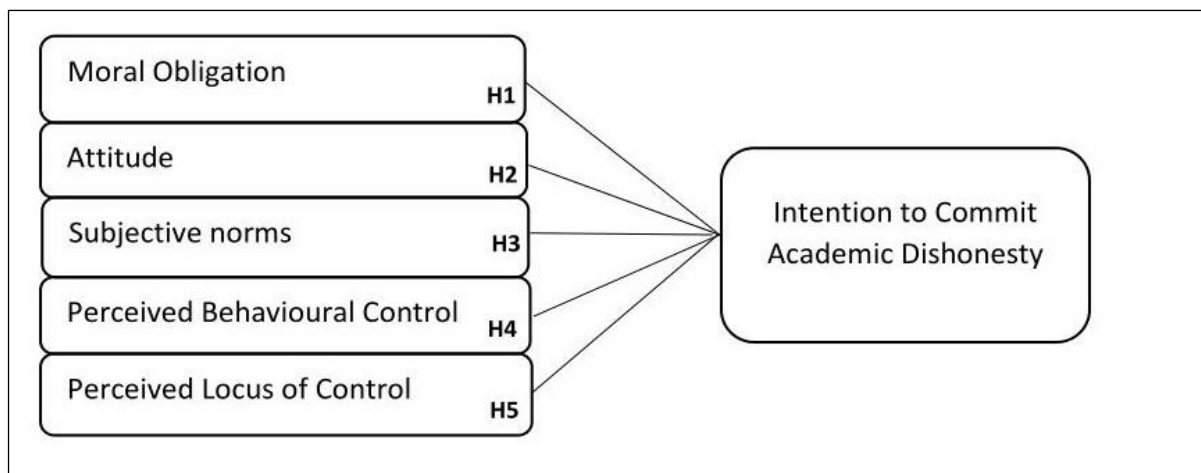 Moral Obligation
H1
Attitude
H2
Subjective norms
H3
Perceived Behavioural Control
H4
Perceived Locus of Control
H5
Intention to Commit
Academic Dishonesty